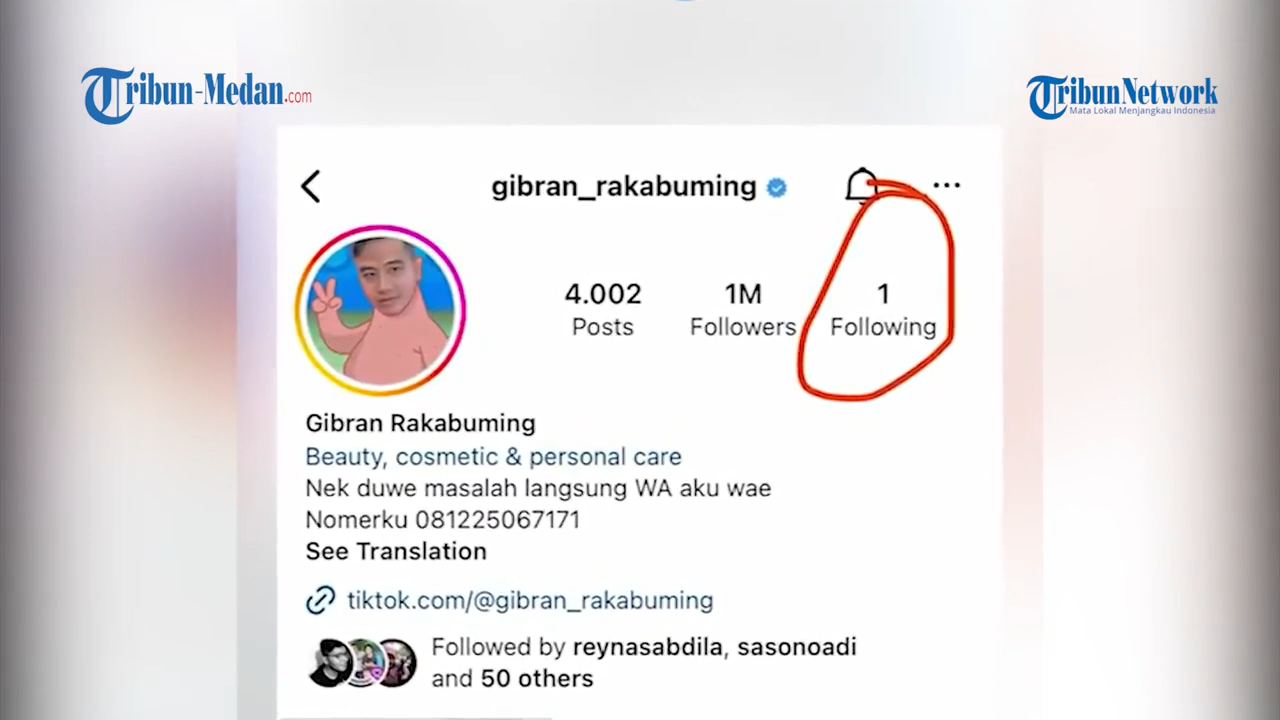 Tribun-Medan.com
TribunNetwork
Mata Lokal Menjangkau Indonesia
gibran_rakabuming
4.002
Posts
1M
Followers
1
Following
Gibran Rakabuming
Beauty, cosmetic & personal care
Nek duwe masalah langsung WA aku wae
Nomerku 081225067171
See Translation
tiktok.com/@gibran_rakabuming
Followed by reynasabdila, sasonoadi
and 50 others